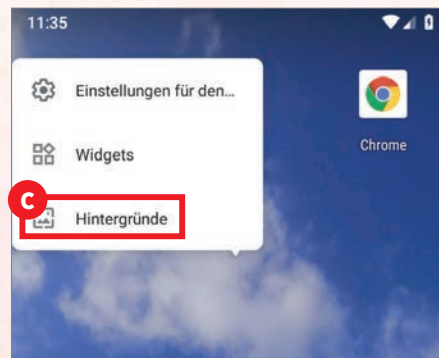 11:35
Einstellungen für den...
Widgets
C
Hintergründe
Chrome